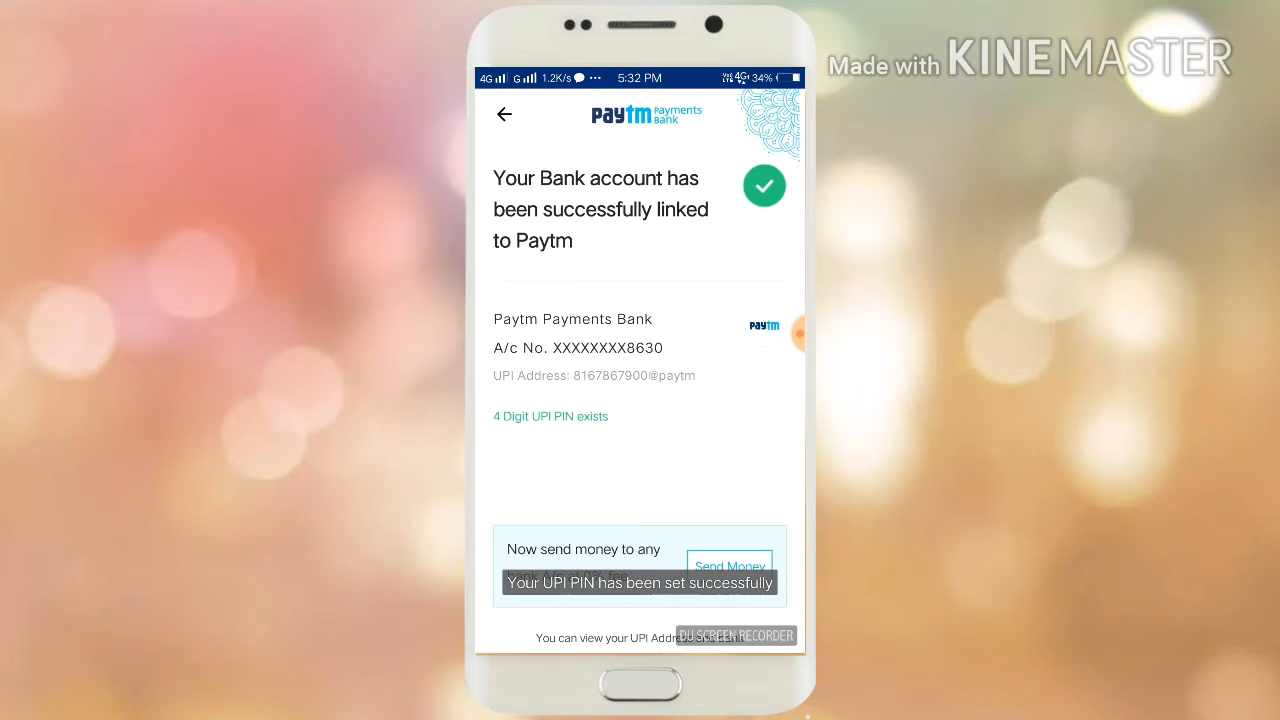 Made with KINEMASTER
4G G 1.2K/s ... 5:32 PM VoLTE 4G 34%
paytm Payments Bank
Your Bank account has
been successfully linked
to Paytm
Paytm Payments Bank
paytm
A/c No. XXXXXXXX8630
UPI Address: 8167867900@paytm
4 Digit UPI PIN exists
Now send money to any
Send Money
Your UPI PIN has been set successfully
You can view your UPI Address
DU SCREEN RECORDER